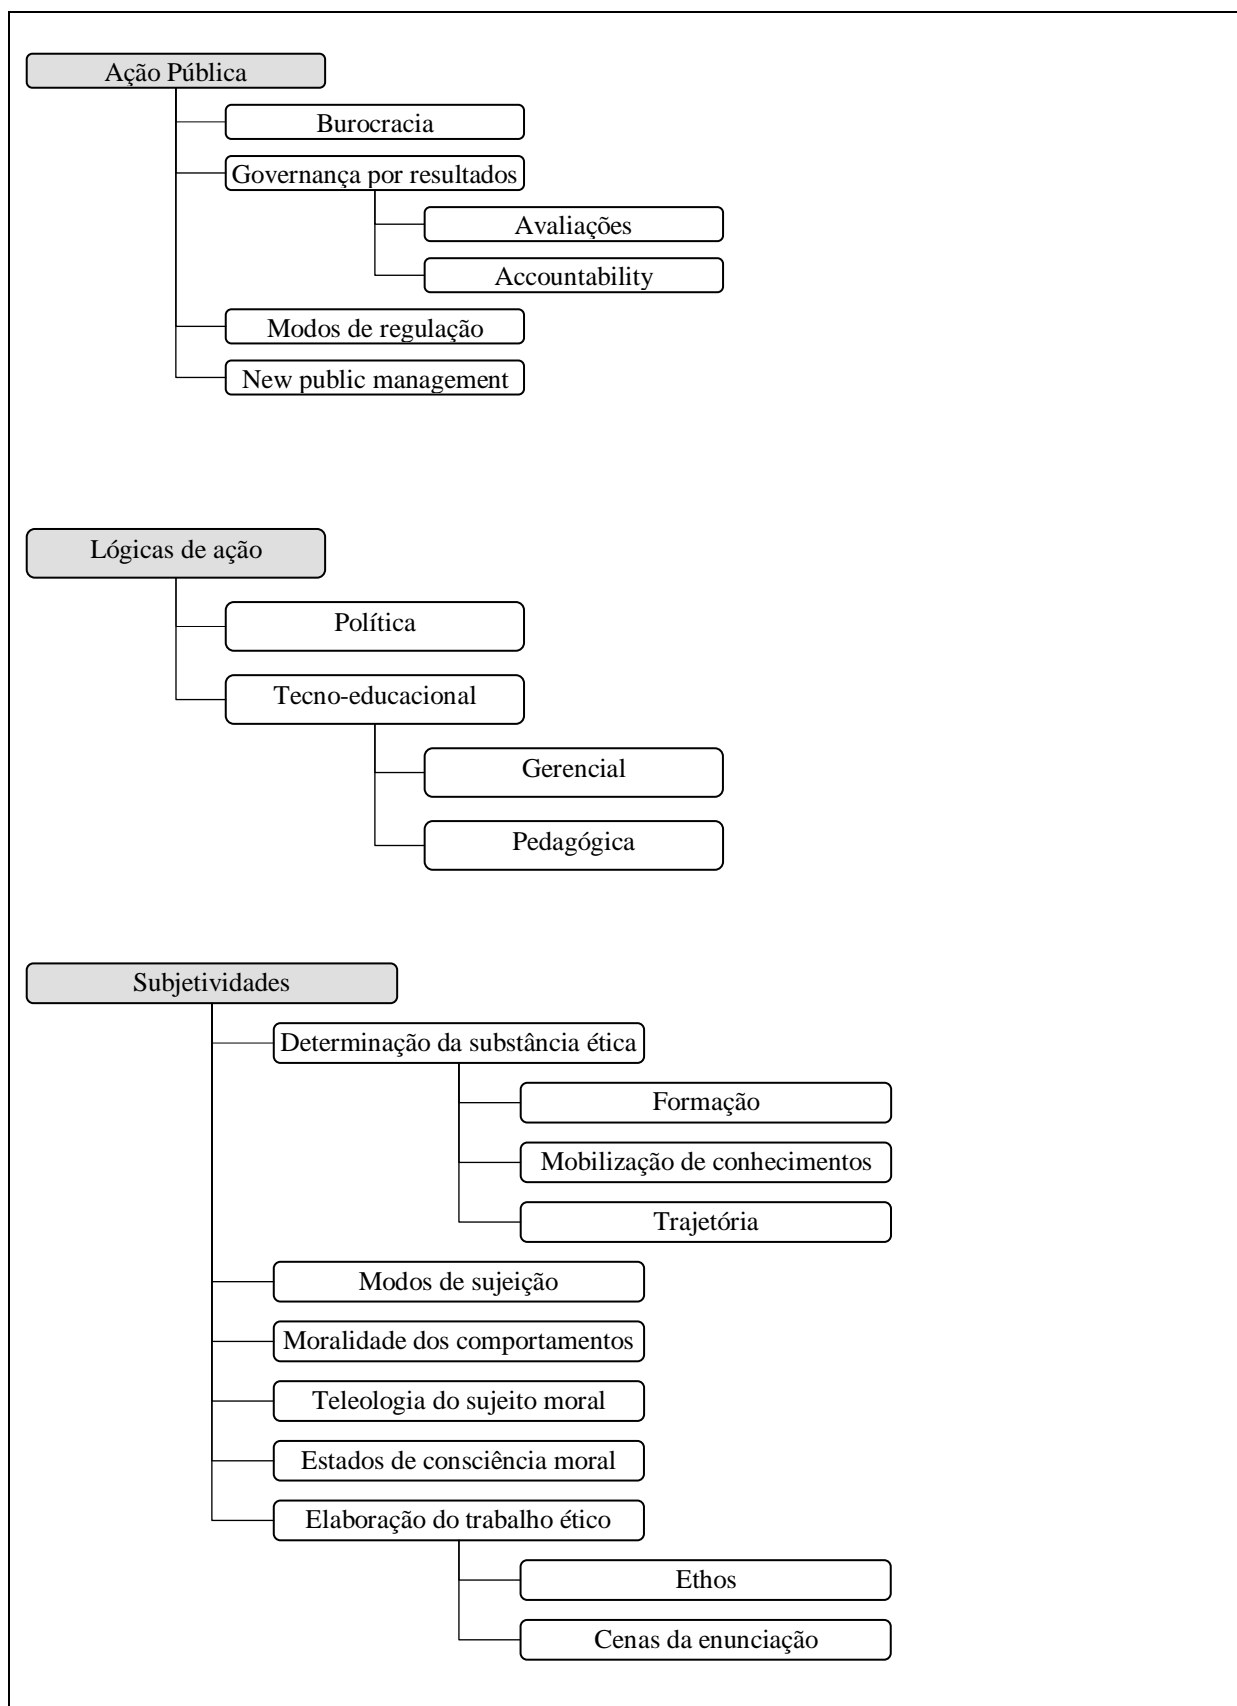 Ação Pública
Burocracia
Governança por resultados
Avaliações
Accountability
Modos de regulação
New public management
Lógicas de ação
Política
Tecno-educacional
Gerencial
Pedagógica
Subjetividades
Determinação da substância ética
Formação
Mobilização de conhecimentos
Trajetória
Modos de sujeição
Moralidade dos comportamentos
Teleologia do sujeito moral
Estados de consciência moral
Elaboração do trabalho ético
Ethos
Cenas da enunciação